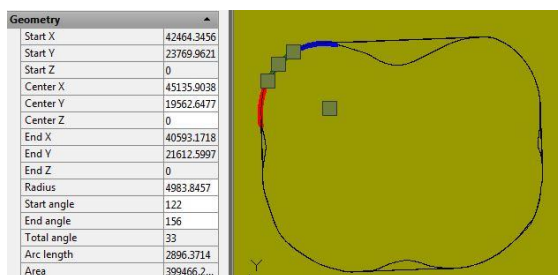 Geometry
Start X 42464.3456
Start Y 23769.9621
Start Z 0
Center X 45135.9038
Center Y 19562.6477
Center Z 0
End X 40593.1718
End Y 21612.5997
End Z 0
Radius 4983.8457
Start angle 122
End angle 156
Total angle 33
Arc length 2896.3714
Area 399466.2...
Y